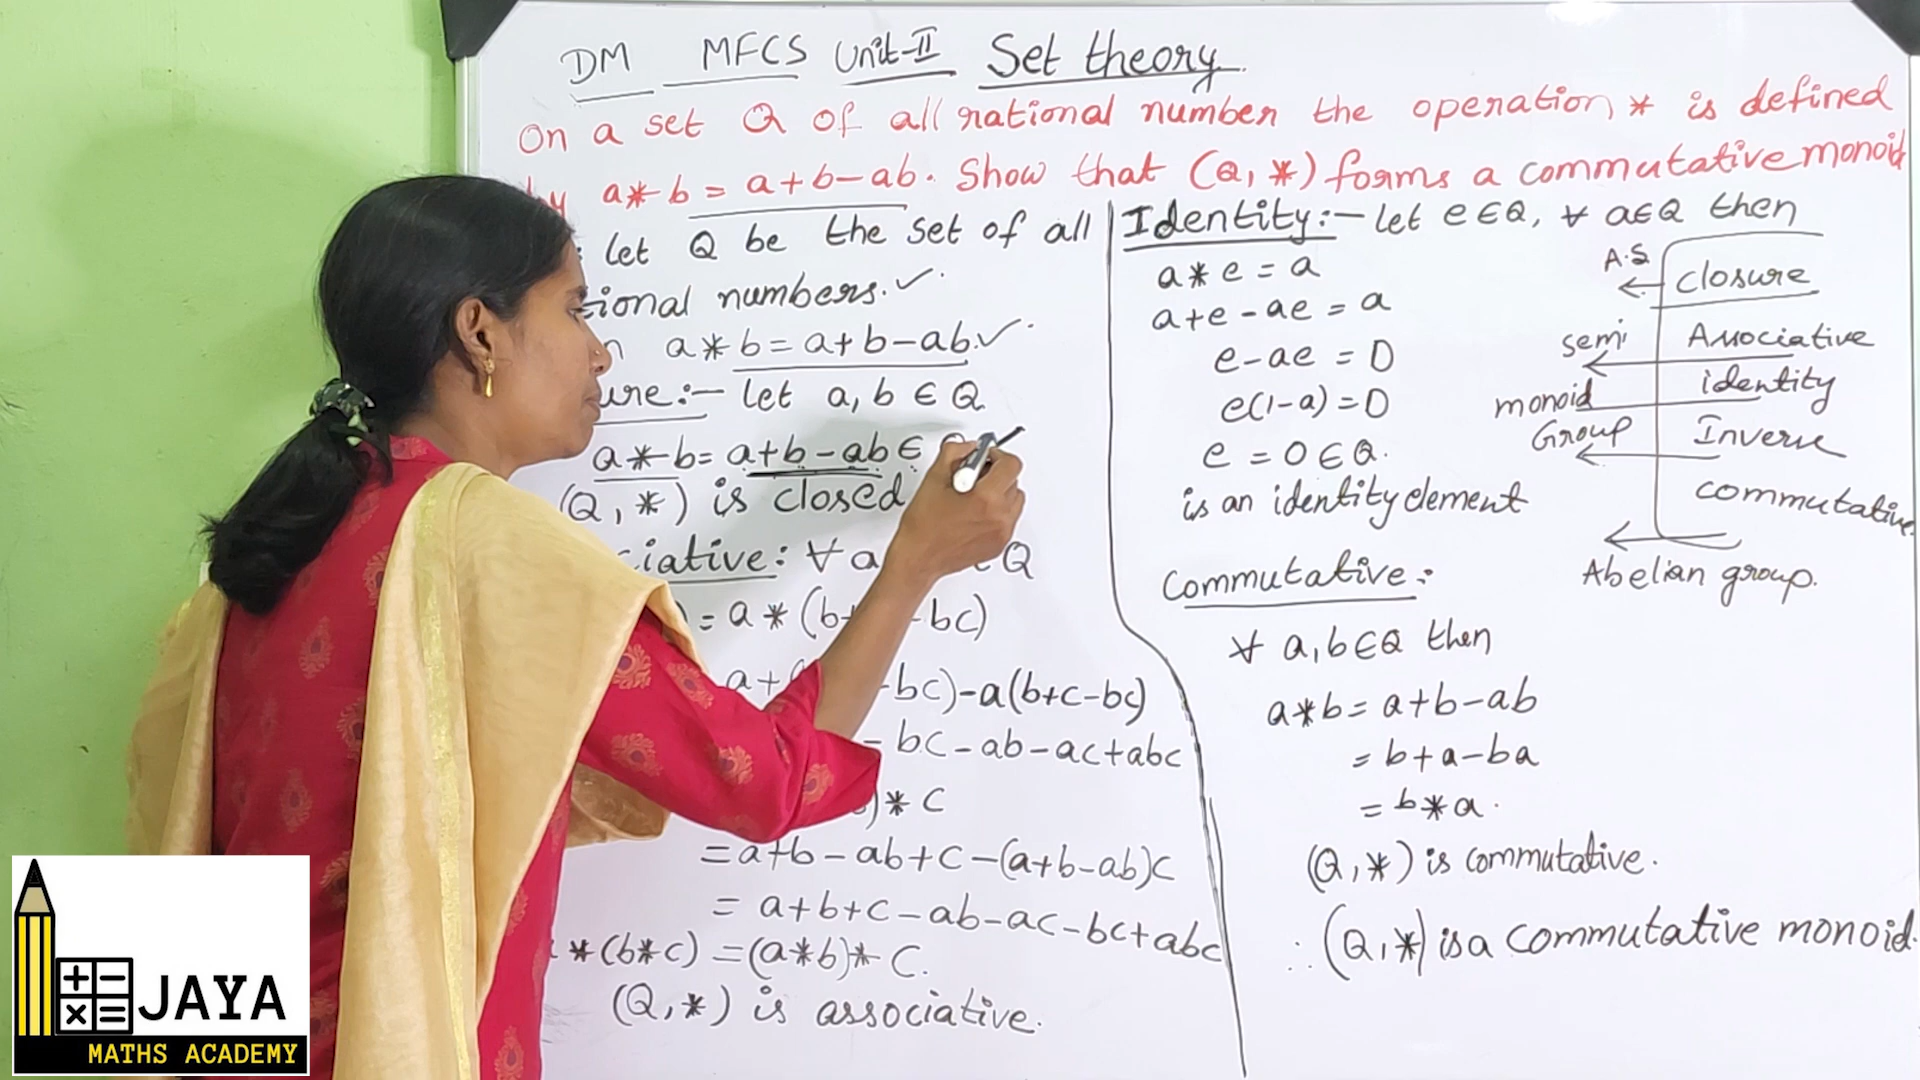 DM MFCS Unit-II Set theory
On a set Q of all rational number the operation * is defined
by a*b = a+b-ab. Show that (Q, *) forms a commutative monoid
let Q be the set of all
tional numbers. ✓
a*b = a+b-ab. ✓
ure:- let a, b ∈ Q
a*b = a+b-ab ∈
(Q, *) is closed
ciative: ∀ a Q
= a*(b+ -bc)
a+( -bc)-a(b+c-bc)
- bc-ab-ac+abc
)*c
= a+b-ab+c-(a+b-ab)c
= a+b+c-ab-ac-bc+abc
*(b*c) = (a*b)*c.
(Q, *) is associative.
Identity:- let e∈Q, ∀ a∈Q then
a*e = a
a+e-ae = a
e-ae = 0
e(1-a) = 0
e = 0 ∈ Q.
is an identity element
Commutative:
∀ a, b∈Q then
a*b = a+b-ab
= b+a-ba
= b*a.
(Q, *) is commutative.
∴ (Q, *) is a commutative monoid.
A.S ← closure
semi ← Associative
monoid identity
Group ← Inverse
commutative
←
Abelian group.
JAYA
MATHS ACADEMY